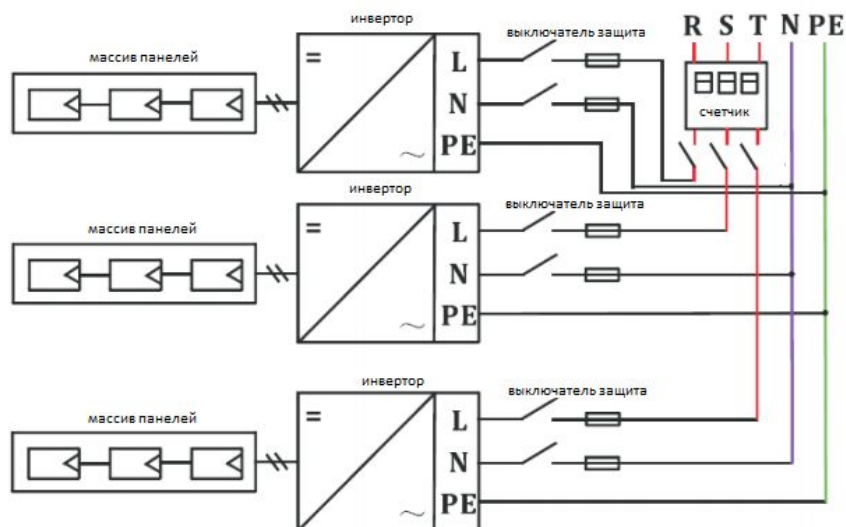 инвертор
выключатель защита
R S T N PE
массив панелей
=
L
N
PE
~
счетчик
инвертор
выключатель защита
массив панелей
=
L
N
PE
~
инвертор
выключатель защита
массив панелей
=
L
N
PE
~